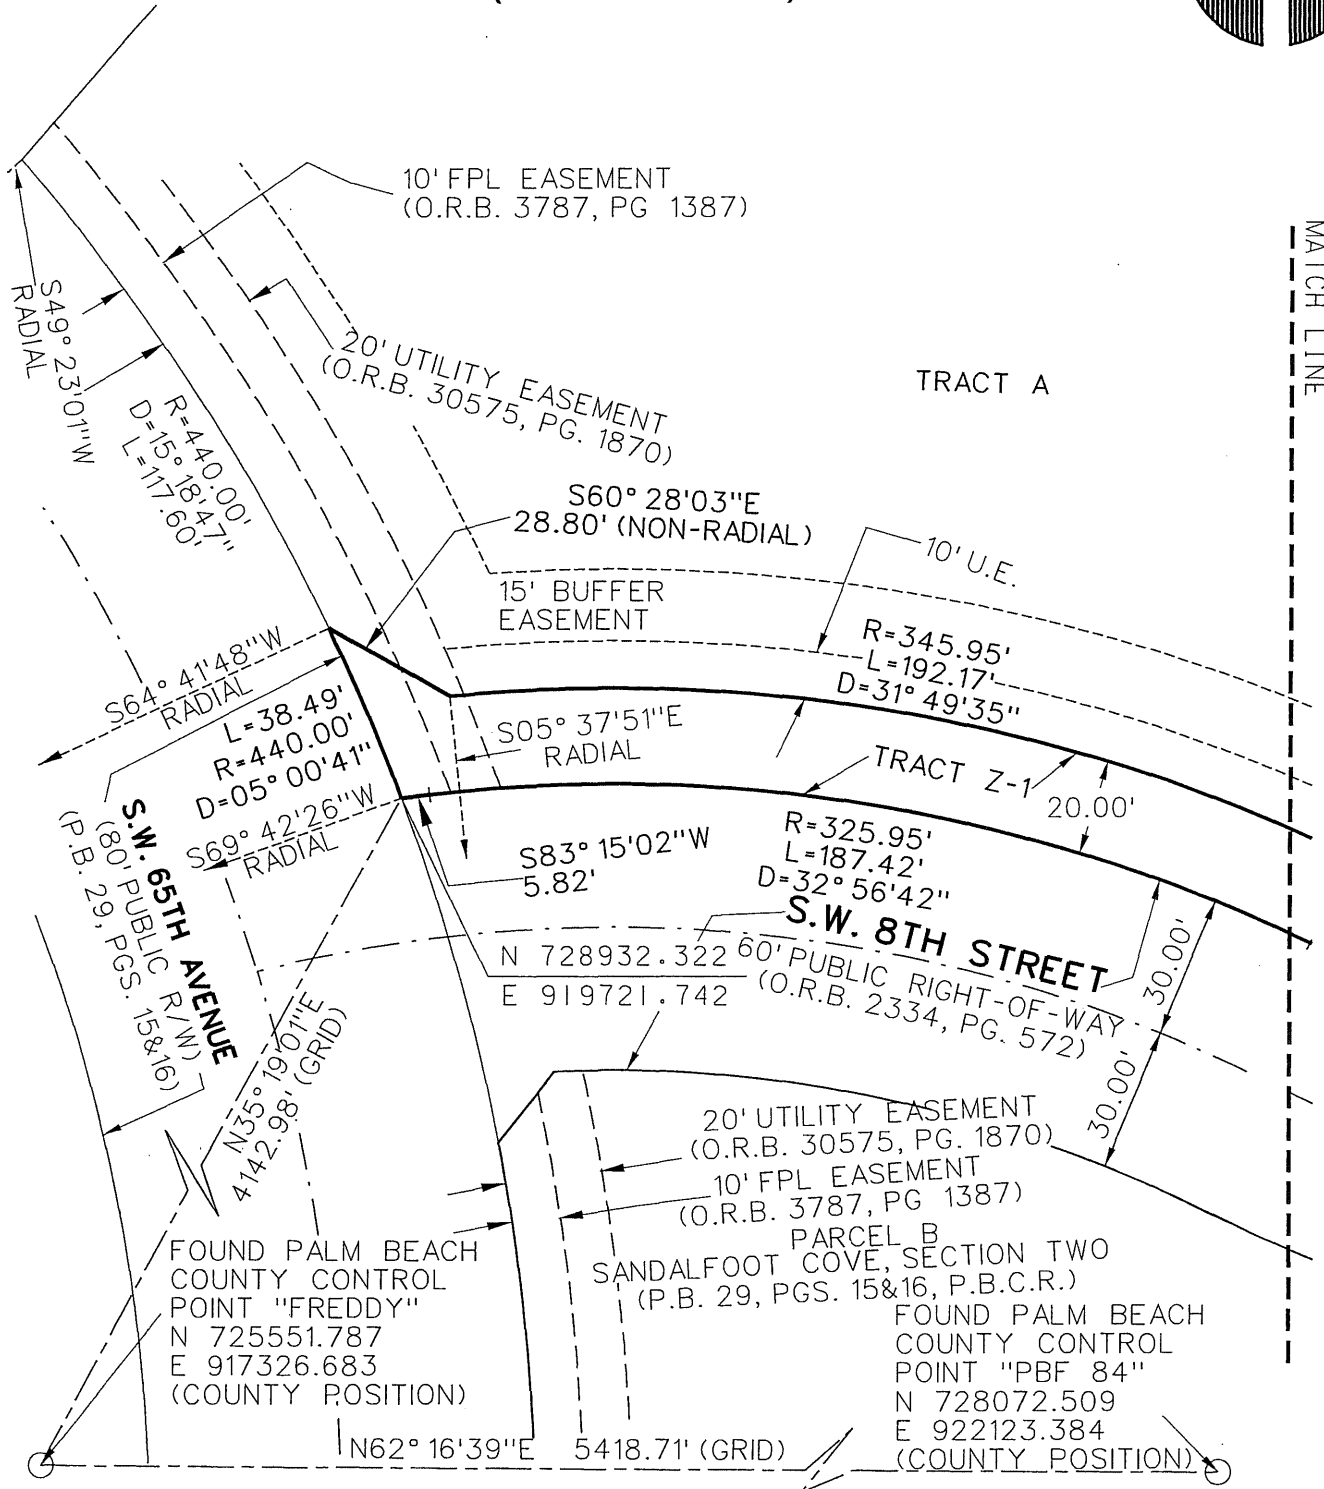 10' FPL EASEMENT
(O.R.B. 3787, PG 1387)
MATCH LINE
S49° 23'01"W
RADIAL
20' UTILITY EASEMENT
(O.R.B. 30575, PG. 1870)
TRACT A
R=440.00'
D=15° 18'47"
L=117.60'
S60° 28'03"E
28.80' (NON-RADIAL)
10' U.E.
15' BUFFER
EASEMENT
R=345.95'
L=192.17'
D=31° 49'35"
S64° 41'48"W
RADIAL
L=38.49'
R=440.00'
D=05° 00'41"
S05° 37'51"E
RADIAL
TRACT Z-1
20.00'
S69° 42'26"W
RADIAL
S83° 15'02"W
5.82'
R=325.95'
L=187.42'
D=32° 56'42"
S.W. 65TH AVENUE
(80' PUBLIC R/W)
(P.B. 29, PGS. 15&16)
S.W. 8TH STREET
60' PUBLIC RIGHT-OF-WAY
(O.R.B. 2334, PG. 572)
N 728932.322
E 919721.742
30.00'
30.00'
N35° 19'01"E
4142.98' (GRID)
20' UTILITY EASEMENT
(O.R.B. 30575, PG. 1870)
10' FPL EASEMENT
(O.R.B. 3787, PG 1387)
PARCEL B
SANDALFOOT COVE, SECTION TWO
(P.B. 29, PGS. 15&16, P.B.C.R.)
FOUND PALM BEACH
COUNTY CONTROL
POINT "FREDDY"
N 725551.787
E 917326.683
(COUNTY POSITION)
FOUND PALM BEACH
COUNTY CONTROL
POINT "PBF 84"
N 728072.509
E 922123.384
(COUNTY POSITION)
N62° 16'39"E 5418.71' (GRID)